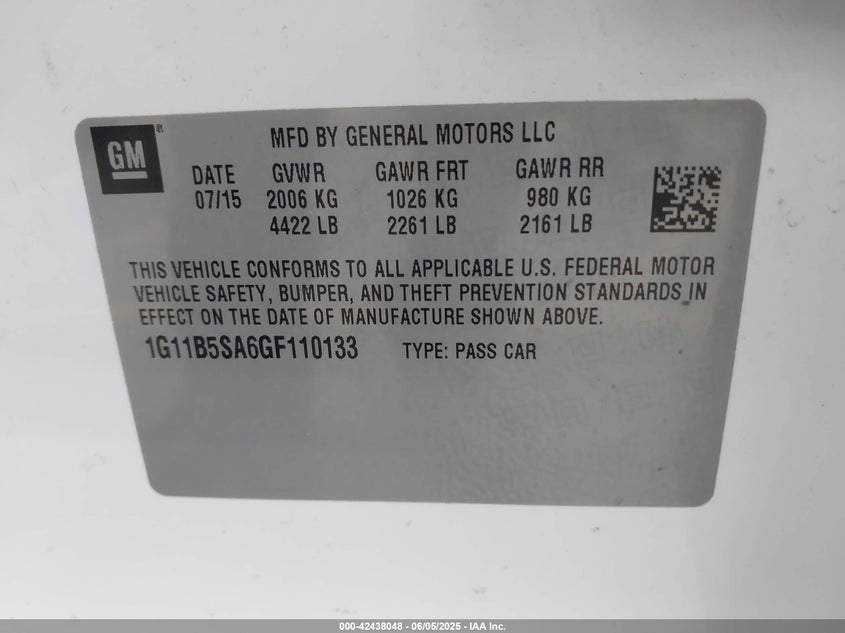 GM
MFD BY GENERAL MOTORS LLC
DATE GVWR GAWR FRT GAWR RR
07/15 2006 KG 1026 KG 980 KG
4422 LB 2261 LB 2161 LB
THIS VEHICLE CONFORMS TO ALL APPLICABLE U.S. FEDERAL MOTOR
VEHICLE SAFETY, BUMPER, AND THEFT PREVENTION STANDARDS IN
EFFECT ON THE DATE OF MANUFACTURE SHOWN ABOVE.
1G11B5SA6GF110133 TYPE: PASS CAR
000-42438048 - 06/05/2025 - IAA Inc.